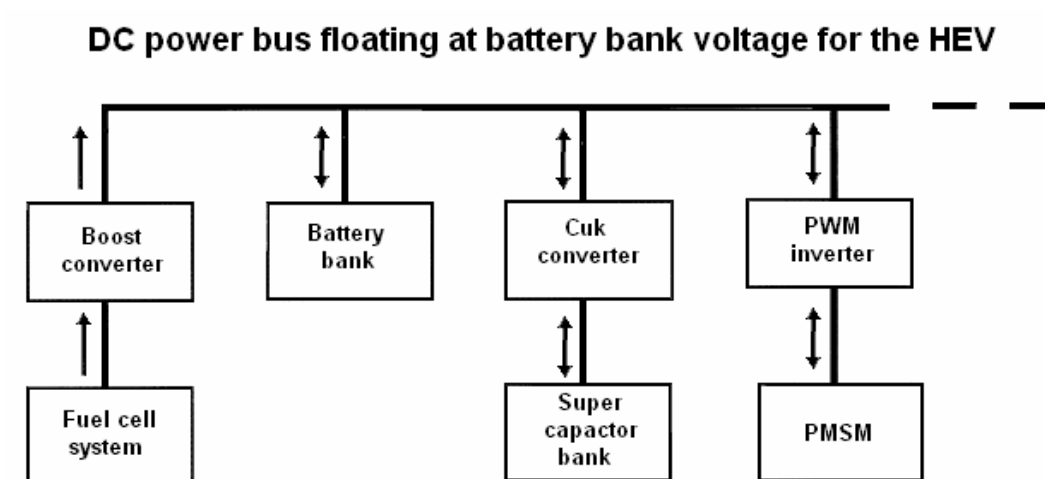 DC power bus floating at battery bank voltage for the HEV
Boost
converter
Battery
bank
Cuk
converter
PWM
inverter
Fuel cell
system
Super
capactor
bank
PMSM